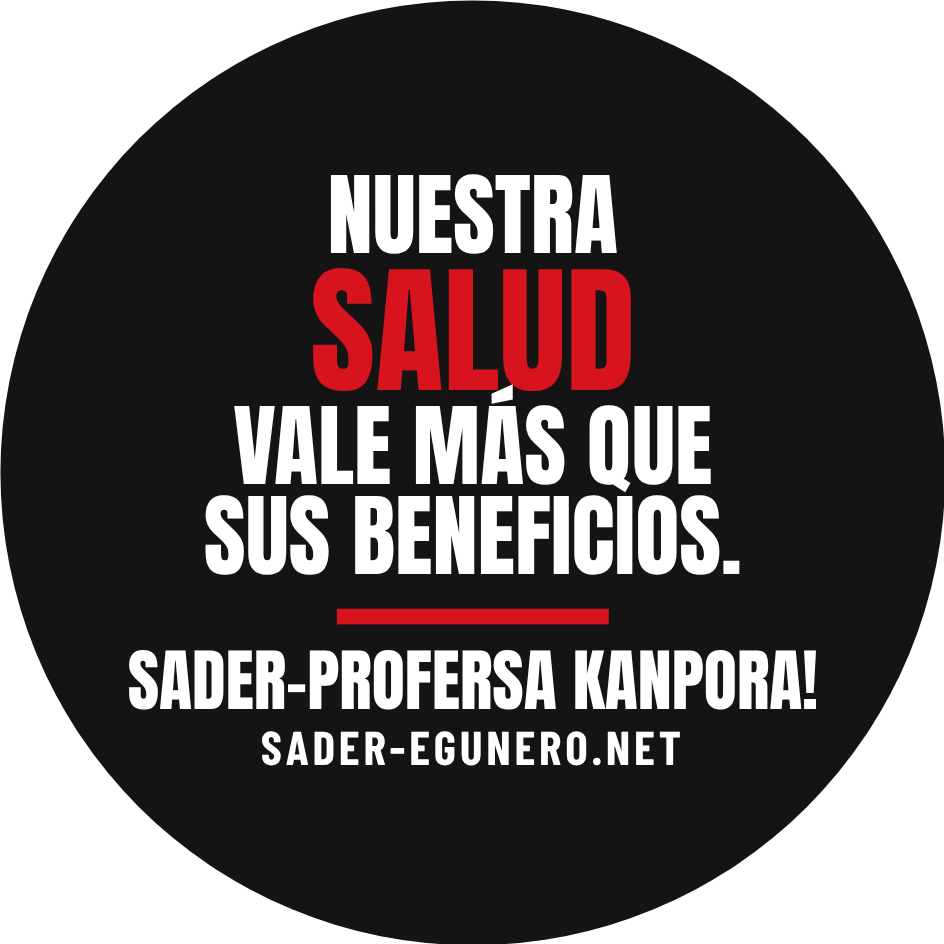 NUESTRA
SALUD
VALE MÁS QUE
SUS BENEFICIOS.
SADER-PROFERSA KANPORA!
SADER-EGUNERO.NET